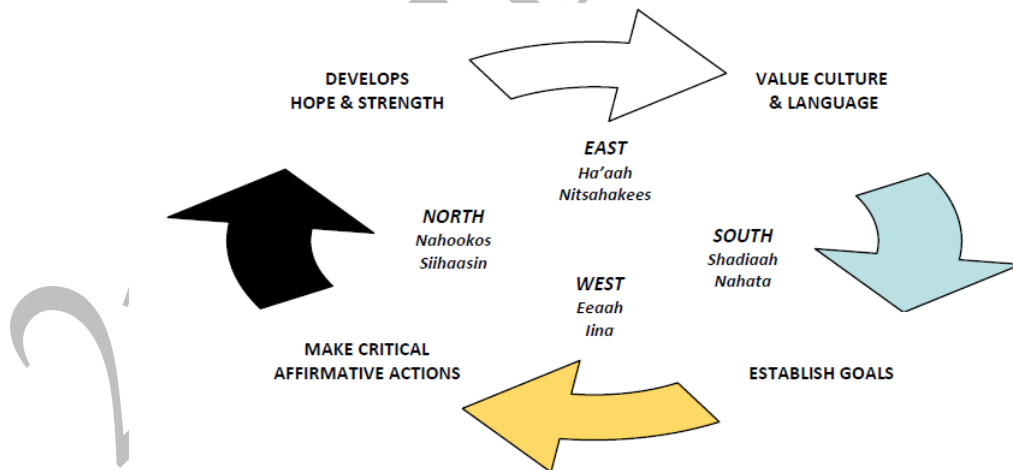 DEVELOPS
HOPE & STRENGTH
VALUE CULTURE
& LANGUAGE
EAST
Ha’aah
Nitsahakees
NORTH
Nahookos
Siihaasin
SOUTH
Shadiaah
Nahata
WEST
Eeaah
Iina
MAKE CRITICAL
AFFIRMATIVE ACTIONS
ESTABLISH GOALS